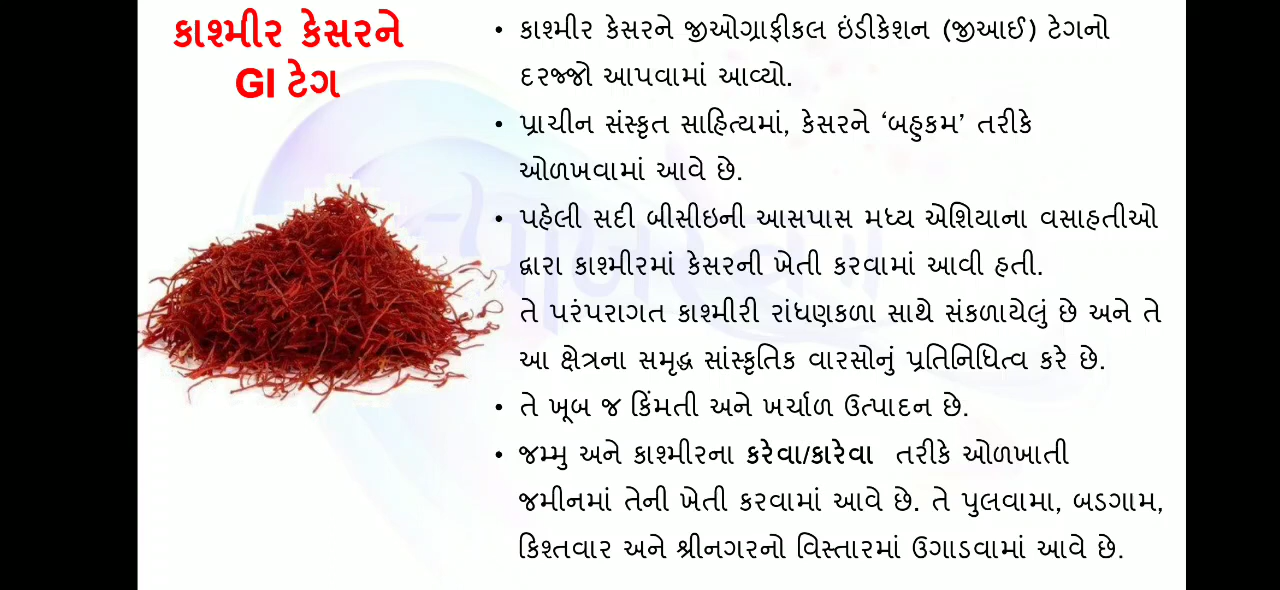 કાશ્મીર કેસરને
GI ટેગ
• કાશ્મીર કેસરને જીઓગ્રાફીકલ ઇંડીકેશન (જીઆઈ) ટેગનો
દરજ્જો આપવામાં આવ્યો.
• પ્રાચીન સંસ્કૃત સાહિત્યમાં, કેસરને ‘બહુકમ’ તરીકે
ઓળખવામાં આવે છે.
• પહેલી સદી બીસીઇની આસપાસ મધ્ય એશિયાના વસાહતીઓ
દ્વારા કાશ્મીરમાં કેસરની ખેતી કરવામાં આવી હતી.
તે પરંપરાગત કાશ્મીરી રાંધણકળા સાથે સંકળાયેલું છે અને તે
આ ક્ષેત્રના સમૃદ્ધ સાંસ્કૃતિક વારસોનું પ્રતિનિધિત્વ કરે છે.
• તે ખૂબ જ કિંમતી અને ખર્ચાળ ઉત્પાદન છે.
• જમ્મુ અને કાશ્મીરના કરેવા/કારેવા તરીકે ઓળખાતી
જમીનમાં તેની ખેતી કરવામાં આવે છે. તે પુલવામા, બડગામ,
કિશ્તવાર અને શ્રીનગરનો વિસ્તારમાં ઉગાડવામાં આવે છે.